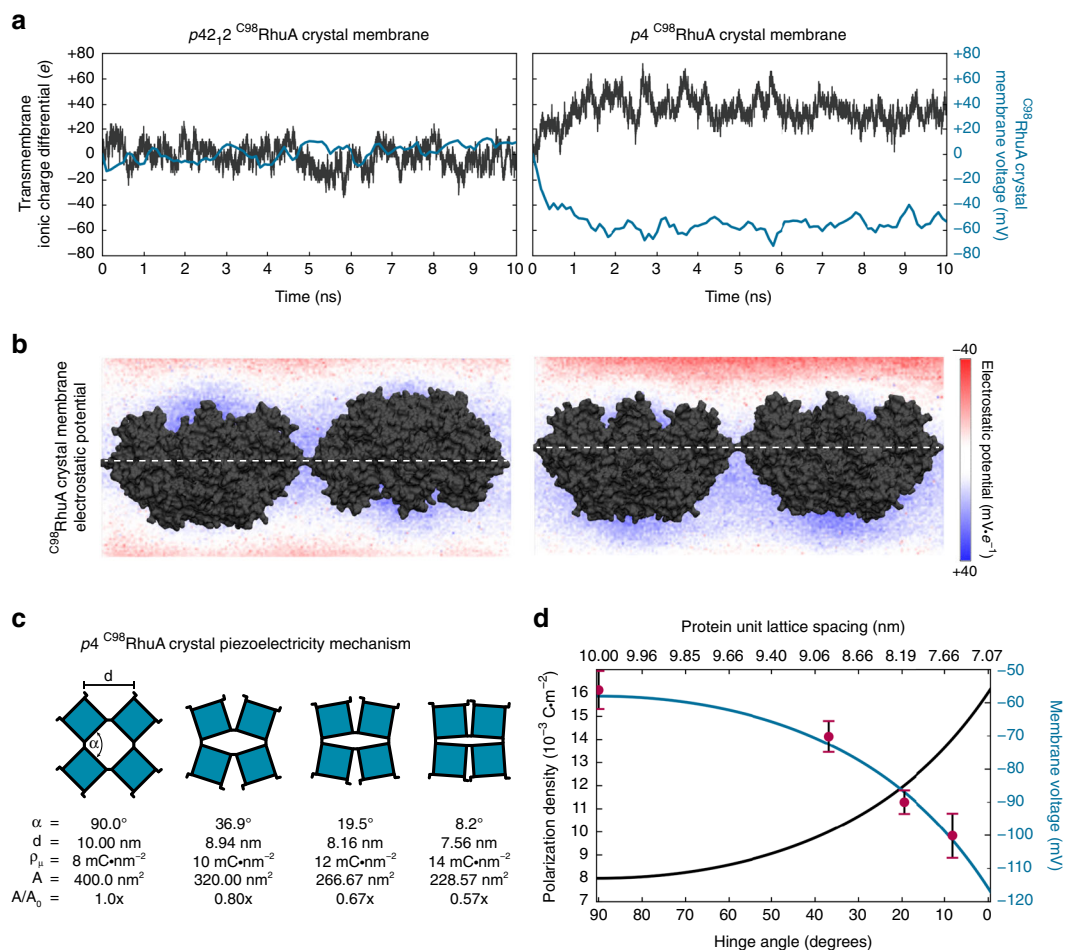 a
p42₁2 ᶜ⁹⁸RhuA crystal membrane
p4 ᶜ⁹⁸RhuA crystal membrane
Transmembrane
ionic charge differential (e)
+80
+60
+40
+20
0
−20
−40
−60
−80
0 1 2 3 4 5 6 7 8 9 10
Time (ns)
0 1 2 3 4 5 6 7 8 9 10
Time (ns)
+80
+60
+40
+20
0
−20
−40
−60
−80
ᶜ⁹⁸RhuA crystal
membrane voltage (mV)
b
ᶜ⁹⁸RhuA crystal membrane
electrostatic potential
−40
+40
Electrostatic
potential (mV•e⁻¹)
c
p4 ᶜ⁹⁸RhuA crystal piezoelectricity mechanism
d
α
α = 90.0° 36.9° 19.5° 8.2°
d = 10.00 nm 8.94 nm 8.16 nm 7.56 nm
ρ_μ = 8 mC•nm⁻² 10 mC•nm⁻² 12 mC•nm⁻² 14 mC•nm⁻²
A = 400.0 nm² 320.00 nm² 266.67 nm² 228.57 nm²
A/A₀ = 1.0x 0.80x 0.67x 0.57x
d
Protein unit lattice spacing (nm)
10.00 9.96 9.85 9.66 9.40 9.06 8.66 8.19 7.66 7.07
Polarization density (10⁻³ C•m⁻²)
16
15
14
13
12
11
10
9
8
7
−50
−60
−70
−80
−90
−100
−110
−120
Membrane voltage
(mV)
90 80 70 60 50 40 30 20 10 0
Hinge angle (degrees)